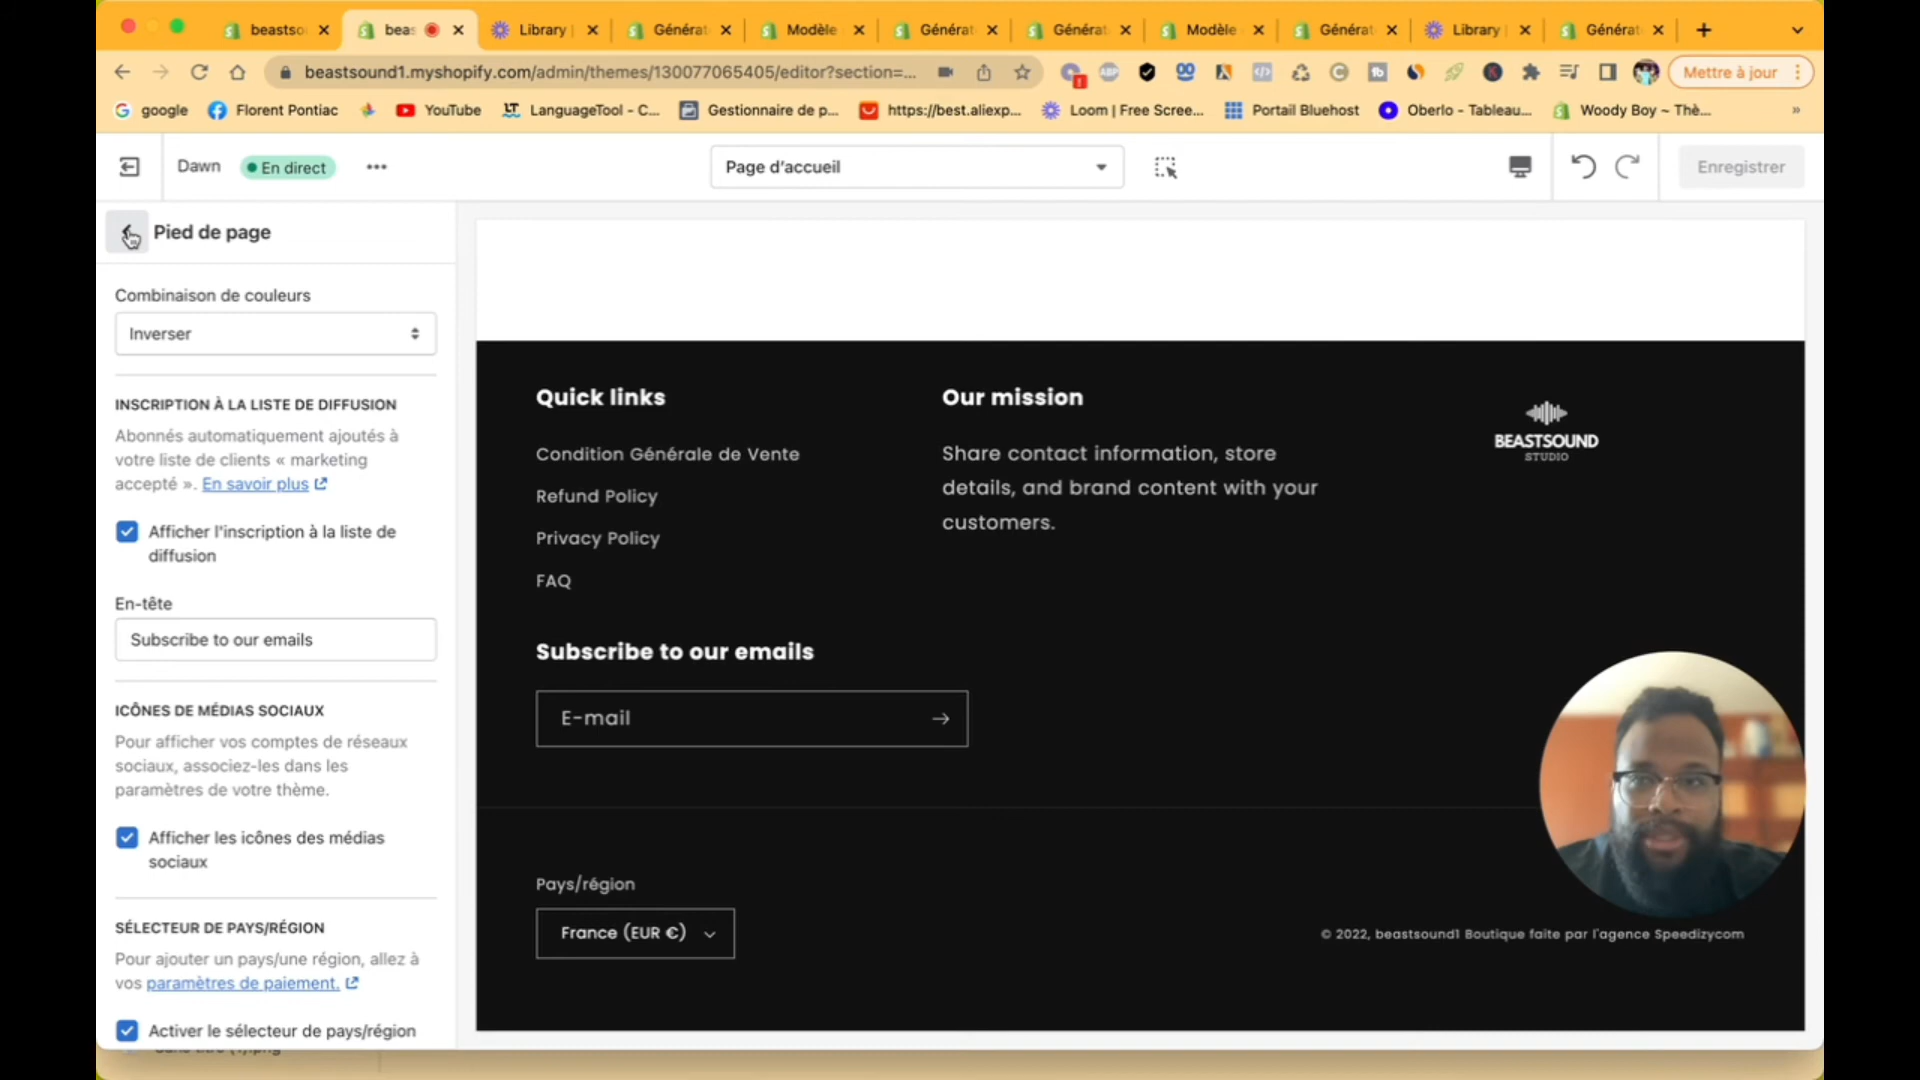 beastso
beas
Library
Générat
Modèle
Générat
Générat
Modèle
Générat
Library
Générat
beastsound1.myshopify.com/admin/themes/130077065405/editor?section=...
ABP
Mettre à jour
google
Florent Pontiac
YouTube
LT LanguageTool - C...
Gestionnaire de p...
https://best.aliexp...
Loom | Free Scree...
Portail Bluehost
Oberlo - Tableau...
Woody Boy ~ Thè...
»
Dawn
En direct
Page d'accueil
Enregistrer
Pied de page
Combinaison de couleurs
Inverser
INSCRIPTION À LA LISTE DE DIFFUSION
Abonnés automatiquement ajoutés à
votre liste de clients « marketing
accepté ». En savoir plus
Afficher l'inscription à la liste de
diffusion
En-tête
Subscribe to our emails
ICÔNES DE MÉDIAS SOCIAUX
Pour afficher vos comptes de réseaux
sociaux, associez-les dans les
paramètres de votre thème.
Afficher les icônes des médias
sociaux
SÉLECTEUR DE PAYS/RÉGION
Pour ajouter un pays/une région, allez à
vos paramètres de paiement.
Activer le sélecteur de pays/région
Quick links
Condition Générale de Vente
Refund Policy
Privacy Policy
FAQ
Our mission
Share contact information, store
details, and brand content with your
customers.
BEASTSOUND
STUDIO
Subscribe to our emails
E-mail
Pays/région
France (EUR €)
© 2022, beastsound1 Boutique faite par l'agence Speedizycom